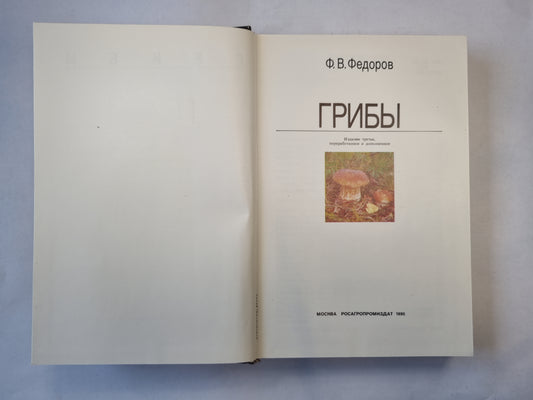 Ф. В. Федоров
ГРИБЫ
Издание третье,
переработанное и дополненное
МОСКВА РОСАГРОПРОМИЗДАТ 1990